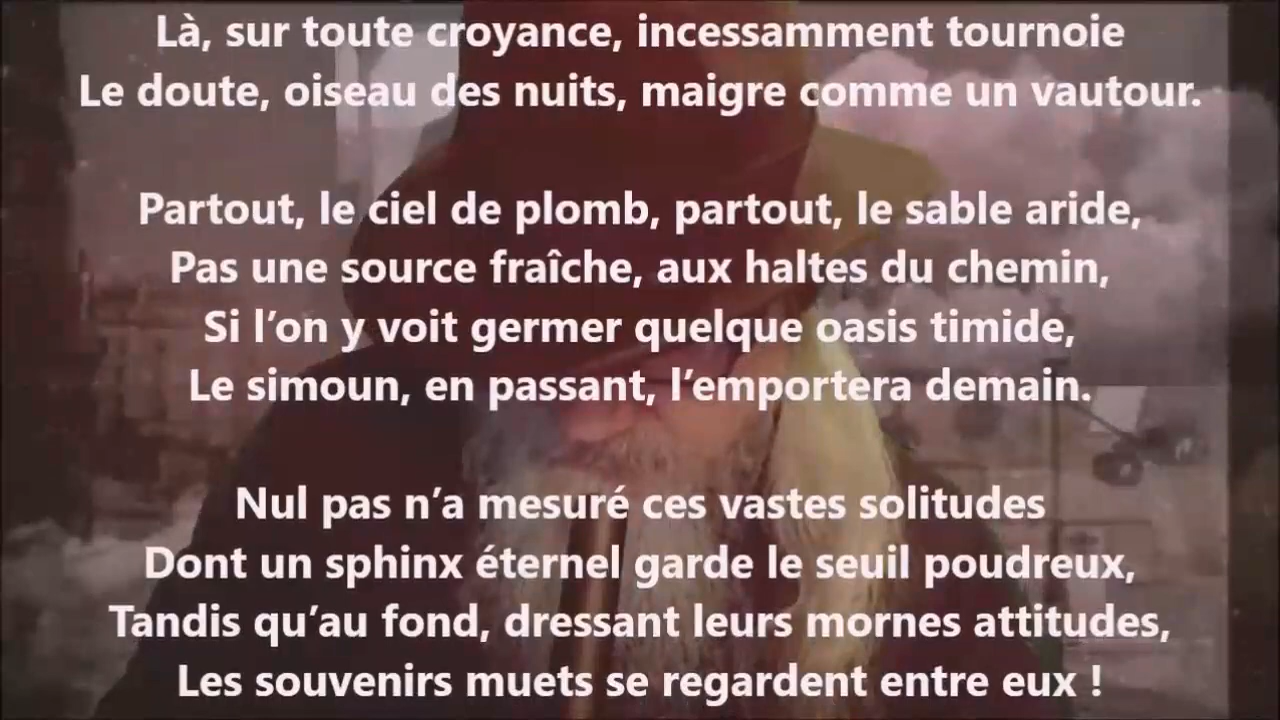 Là, sur toute croyance, incessamment tournoie
Le doute, oiseau des nuits, maigre comme un vautour.
Partout, le ciel de plomb, partout, le sable aride,
Pas une source fraîche, aux haltes du chemin,
Si l’on y voit germer quelque oasis timide,
Le simoun, en passant, l’emportera demain.
Nul pas n’a mesuré ces vastes solitudes
Dont un sphinx éternel garde le seuil poudreux,
Tandis qu’au fond, dressant leurs mornes attitudes,
Les souvenirs muets se regardent entre eux !